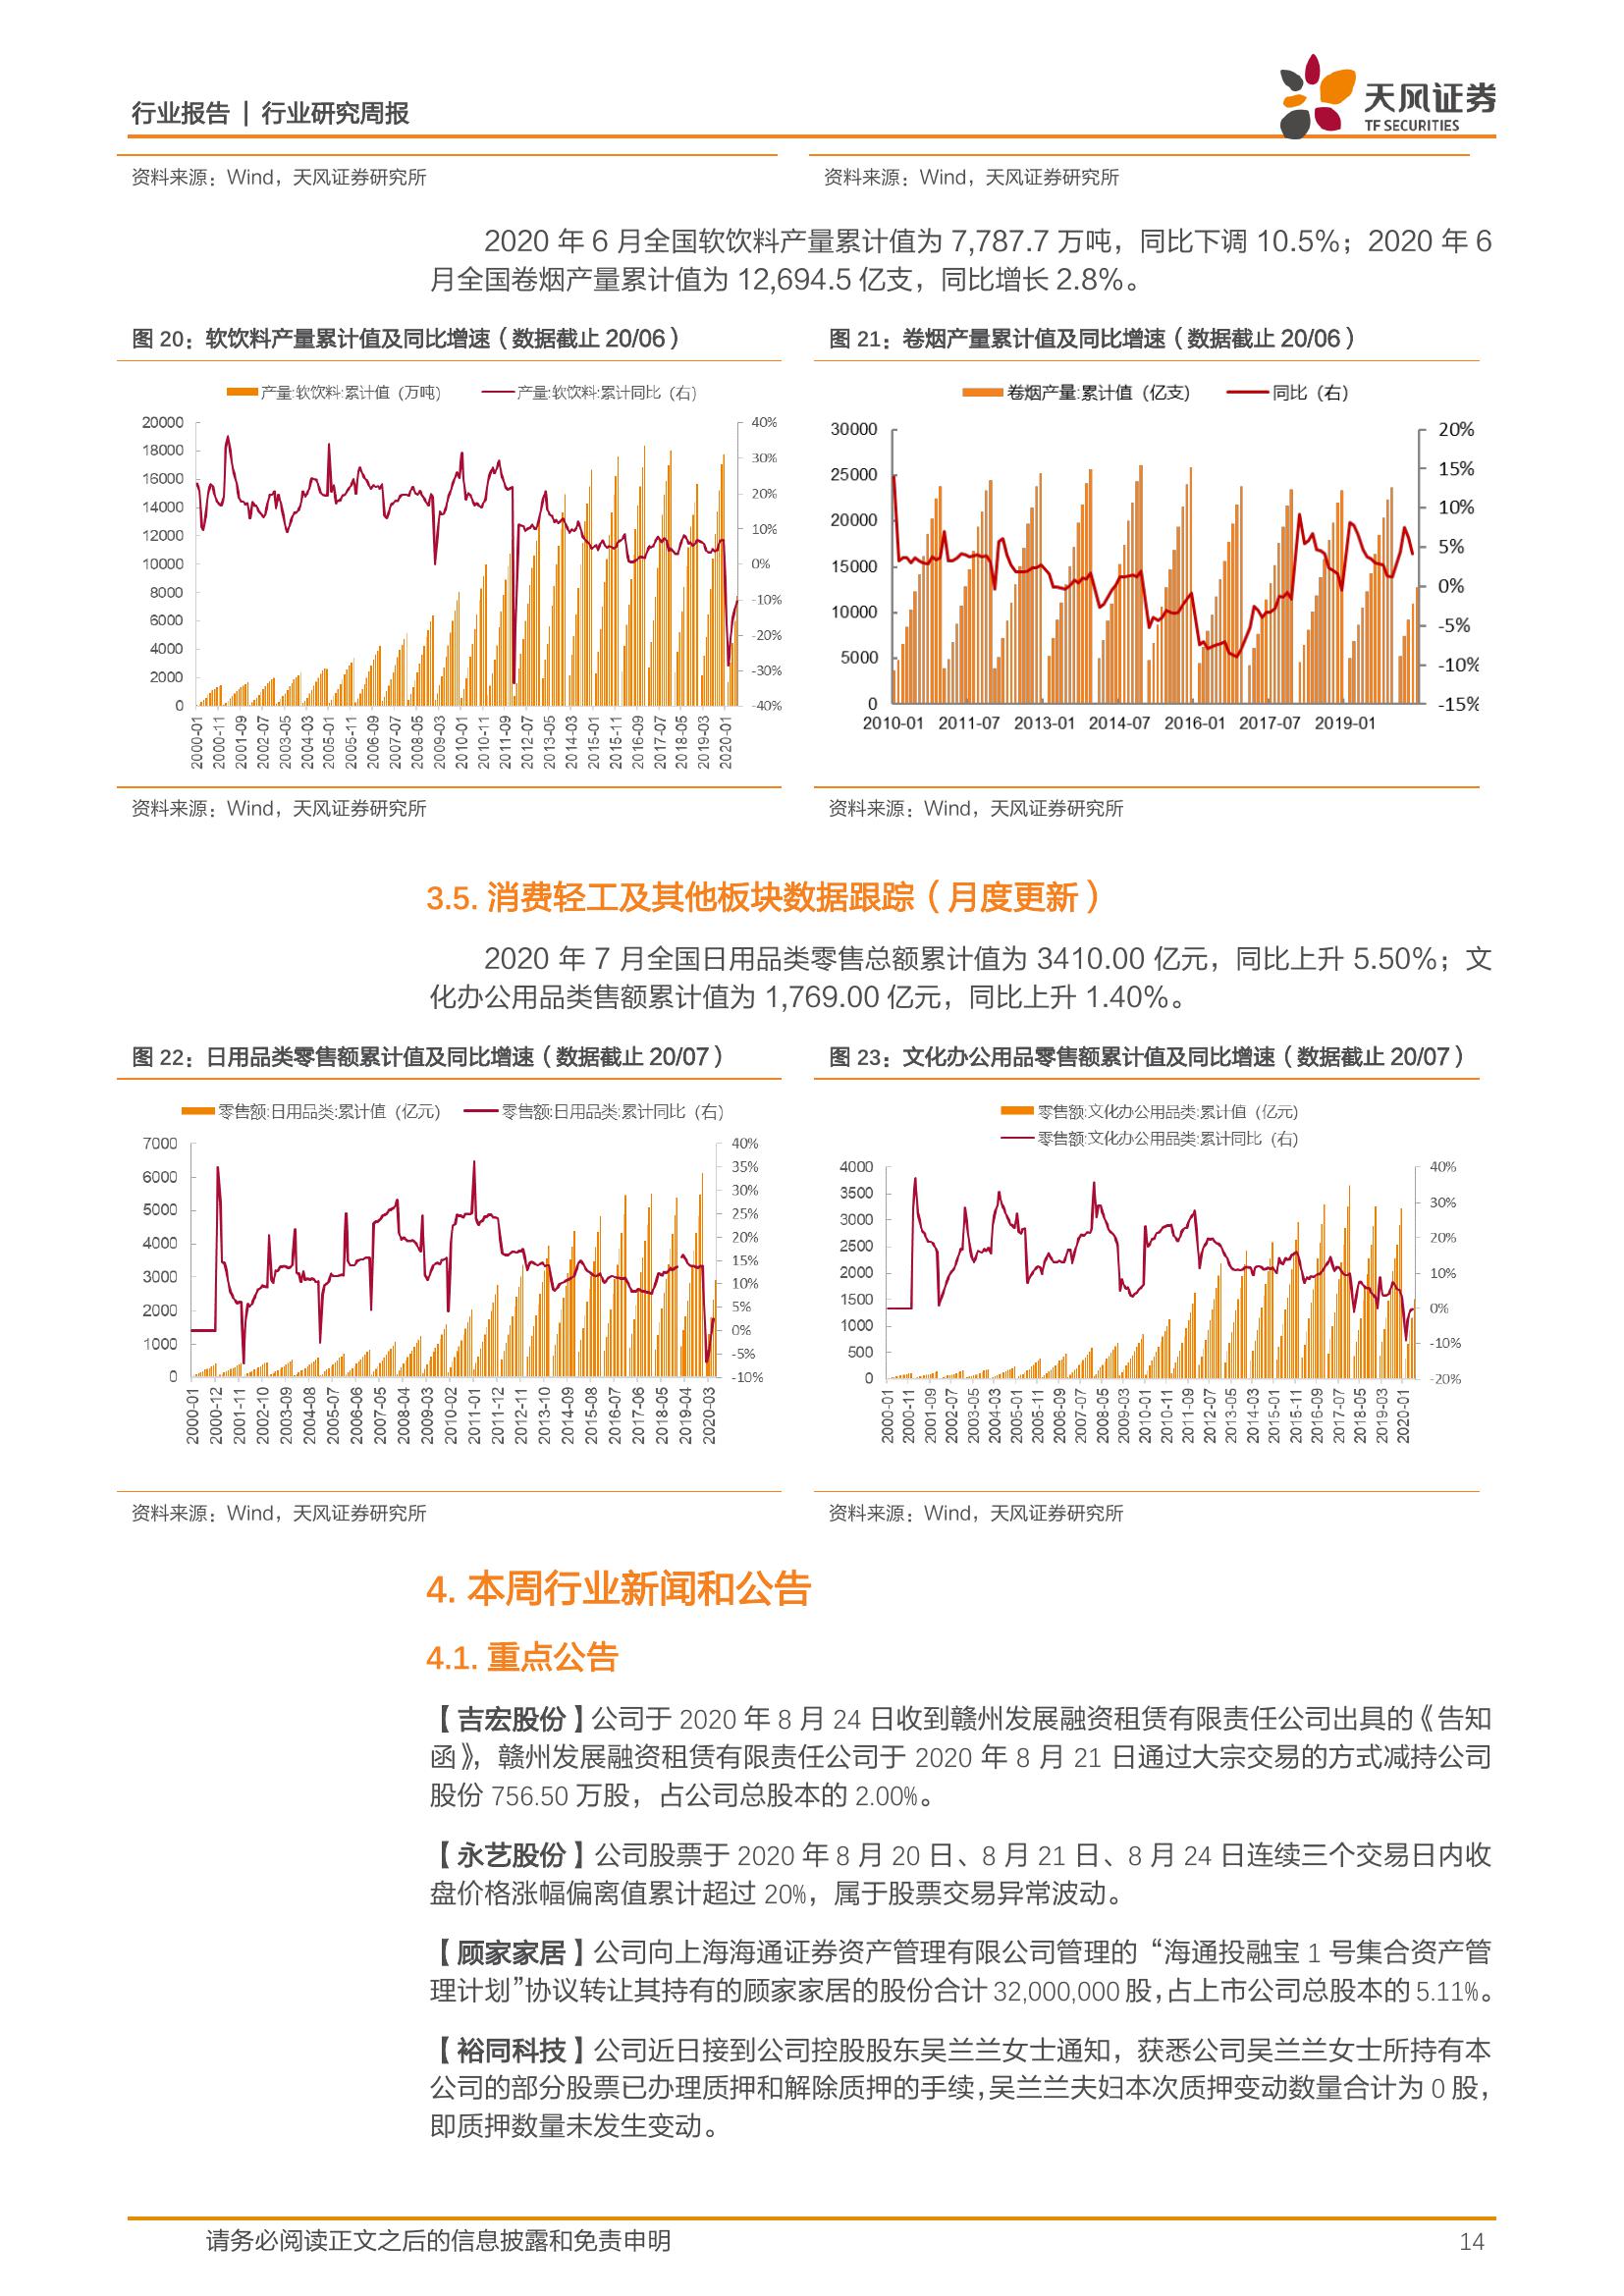 行业报告 | 行业研究周报
天风证券
TF SECURITIES
资料来源：Wind，天风证券研究所
资料来源：Wind，天风证券研究所
2020 年 6 月全国软饮料产量累计值为 7,787.7 万吨，同比下调 10.5%；2020 年 6
月全国卷烟产量累计值为 12,694.5 亿支，同比增长 2.8%。
图 20：软饮料产量累计值及同比增速（数据截止 20/06）
产量:软饮料:累计值（万吨） 产量:软饮料:累计同比（右）
20000 18000 16000 14000 12000 10000 8000 6000 4000 2000 0
40% 30% 20% 10% 0% -10% -20% -30% -40%
2000-01 2000-11 2001-09 2002-07 2003-05 2004-03 2005-01 2005-11 2006-09 2007-07 2008-05 2009-03 2010-01 2010-11 2011-09 2012-07 2013-05 2014-03 2015-01 2015-11 2016-09 2017-07 2018-05 2019-03 2020-01
资料来源：Wind，天风证券研究所
图 21：卷烟产量累计值及同比增速（数据截止 20/06）
卷烟产量:累计值（亿支） 同比（右）
30000 25000 20000 15000 10000 5000 0
20% 15% 10% 5% 0% -5% -10% -15%
2010-01 2011-07 2013-01 2014-07 2016-01 2017-07 2019-01
资料来源：Wind，天风证券研究所
3.5. 消费轻工及其他板块数据跟踪（月度更新）
2020 年 7 月全国日用品类零售总额累计值为 3410.00 亿元，同比上升 5.50%；文
化办公用品类售额累计值为 1,769.00 亿元，同比上升 1.40%。
图 22：日用品类零售额累计值及同比增速（数据截止 20/07）
零售额:日用品类:累计值（亿元） 零售额:日用品类:累计同比（右）
7000 6000 5000 4000 3000 2000 1000 0
40% 35% 30% 25% 20% 15% 10% 5% 0% -5% -10%
2000-01 2000-12 2001-11 2002-10 2003-09 2004-08 2005-07 2006-06 2007-05 2008-04 2009-03 2010-02 2011-01 2011-12 2012-11 2013-10 2014-09 2015-08 2016-07 2017-06 2018-05 2019-04 2020-03
资料来源：Wind，天风证券研究所
图 23：文化办公用品零售额累计值及同比增速（数据截止 20/07）
零售额:文化办公用品类:累计值（亿元）
零售额:文化办公用品类:累计同比（右）
4000 3500 3000 2500 2000 1500 1000 500 0
40% 30% 20% 10% 0% -10% -20%
2000-01 2000-11 2001-09 2002-07 2003-05 2004-03 2005-01 2005-11 2006-09 2007-07 2008-05 2009-03 2010-01 2010-11 2011-09 2012-07 2013-05 2014-03 2015-01 2015-11 2016-09 2017-07 2018-05 2019-03 2020-01
资料来源：Wind，天风证券研究所
4. 本周行业新闻和公告
4.1. 重点公告
【吉宏股份】公司于 2020 年 8 月 24 日收到赣州发展融资租赁有限责任公司出具的《告知
函》，赣州发展融资租赁有限责任公司于 2020 年 8 月 21 日通过大宗交易的方式减持公司
股份 756.50 万股，占公司总股本的 2.00%。
【永艺股份】公司股票于 2020 年 8 月 20 日、8 月 21 日、8 月 24 日连续三个交易日内收
盘价格涨幅偏离值累计超过 20%，属于股票交易异常波动。
【顾家家居】公司向上海海通证券资产管理有限公司管理的 “海通投融宝 1 号集合资产管
理计划”协议转让其持有的顾家家居的股份合计 32,000,000 股，占上市公司总股本的 5.11%。
【裕同科技】公司近日接到公司控股股东吴兰兰女士通知，获悉公司吴兰兰女士所持有本
公司的部分股票已办理质押和解除质押的手续，吴兰兰夫妇本次质押变动数量合计为 0 股，
即质押数量未发生变动。
请务必阅读正文之后的信息披露和免责申明
14